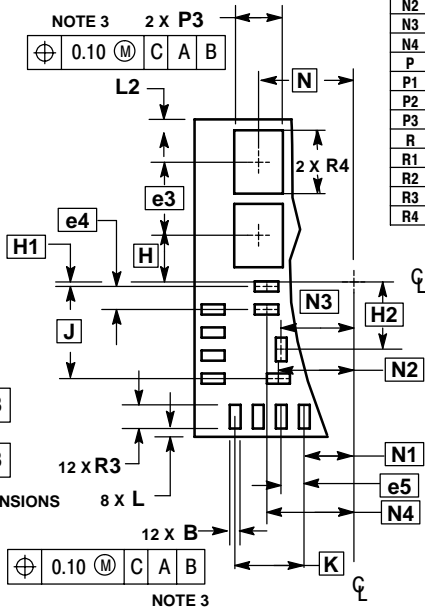 NOTE 3
2 X P3
⌖ 0.10 Ⓜ C A B
N
L2
2 X R4
e3
e4
H1
H
℄
N3
H2
J
N2
12 X R3
N1
NSIONS
8 X L
e5
12 X B
N4
⌖ 0.10 Ⓜ C A B
K
℄
NOTE 3
N2
N3
N4
P
P1
P2
P3
R
R1
R2
R3
R4